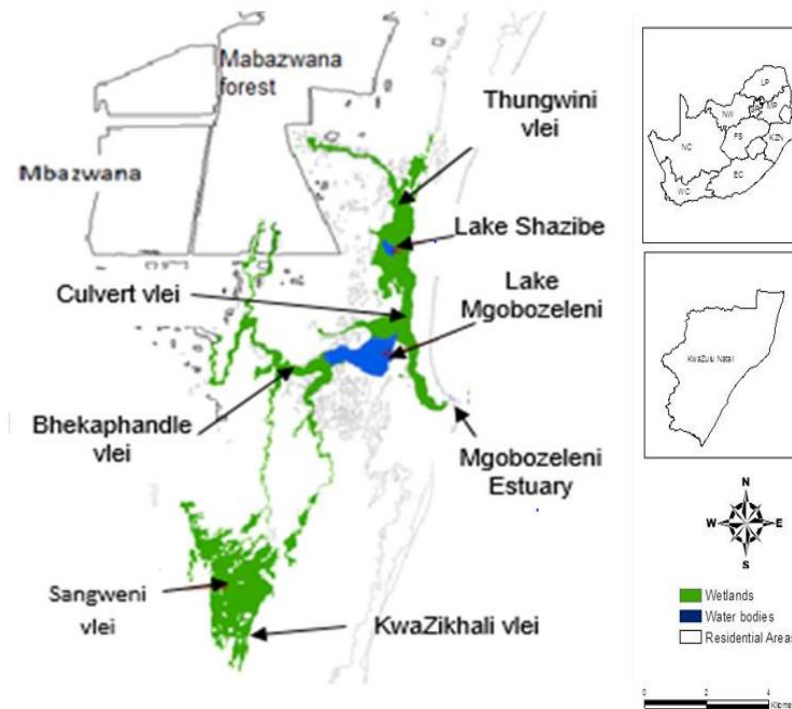 Mabazwana
forest
Mbazwana
Thungwini
vlei
Lake Shazibe
Lake
Mgobozeleni
Culvert vlei
Bhekaphandle
vlei
Mgobozeleni
Estuary
Sangweni
vlei
KwaZikhali vlei
LP
NW
MP
FS
KZN
NC
EC
WC
KwaZulu Natal
N
W E
S
Wetlands
Water bodies
Residential Areas
0 2 4